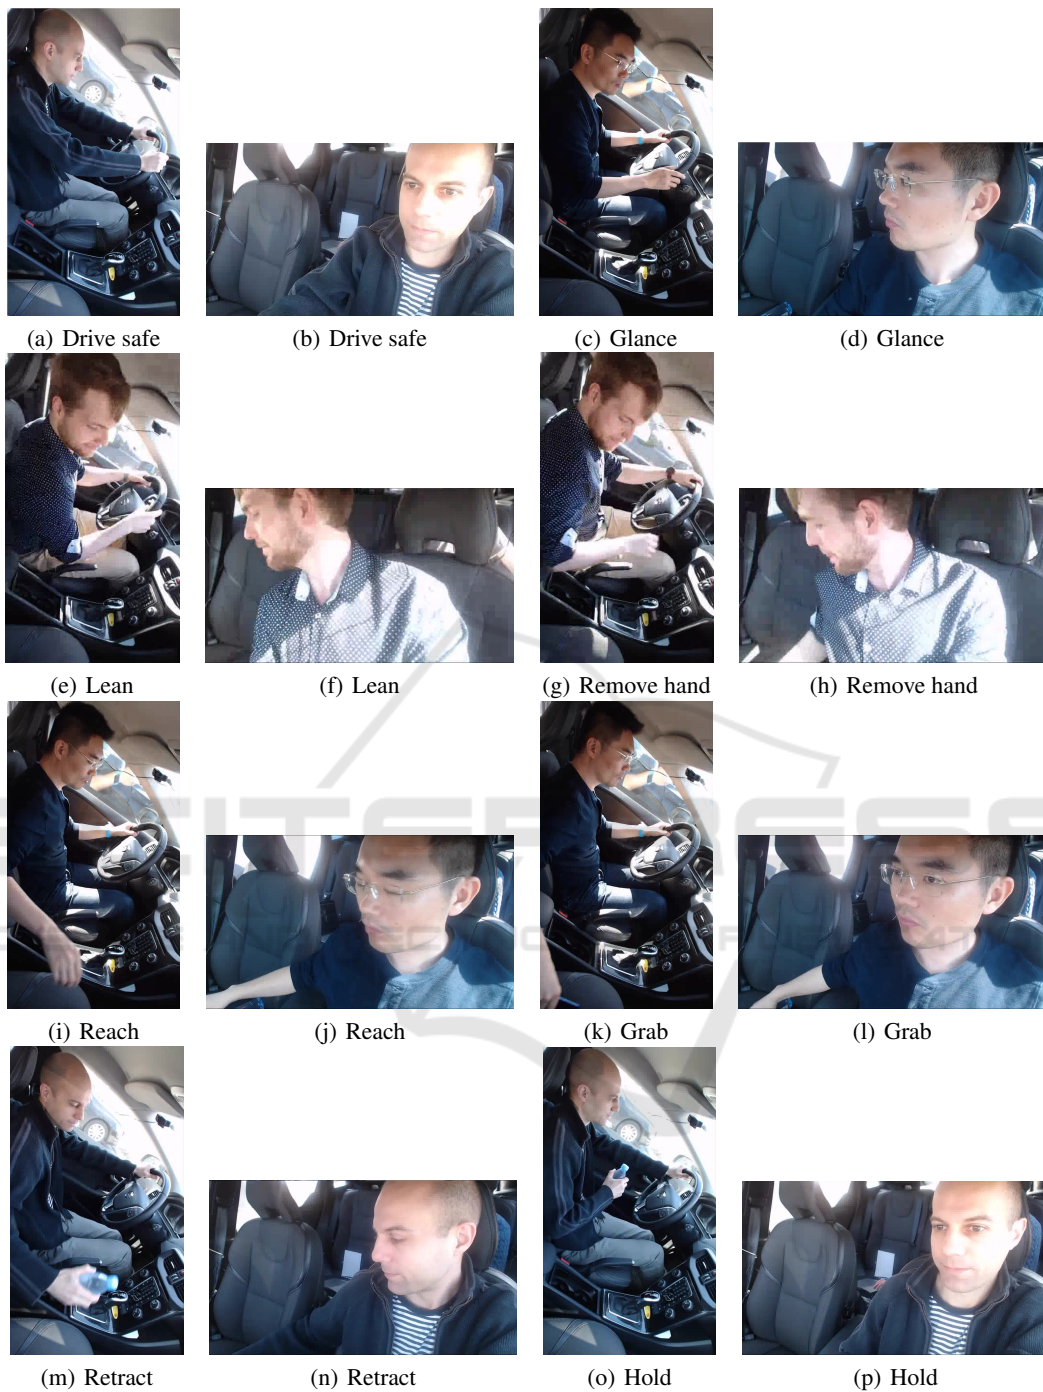 (a) Drive safe
(b) Drive safe
(c) Glance
(d) Glance
(e) Lean
(f) Lean
(g) Remove hand
(h) Remove hand
(i) Reach
(j) Reach
(k) Grab
(l) Grab
(m) Retract
(n) Retract
(o) Hold
(p) Hold